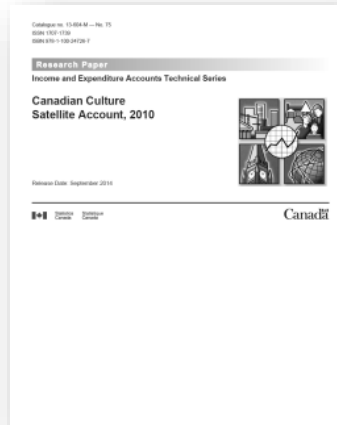 Catalogue no. 13-604-M — No. 75
ISSN 1707-1739
ISBN 978-1-100-24728-7
Research Paper
Income and Expenditure Accounts Technical Series
Canadian Culture
Satellite Account, 2010
Release Date: September 2014
Statistics Statistique
Canada Canada
Canada